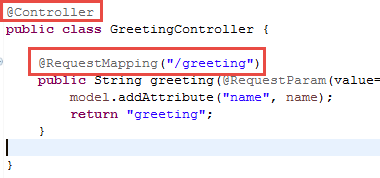 @Controller
public class GreetingController {
@RequestMapping("/greeting")
public String greeting(@RequestParam(value=
model.addAttribute("name", name);
return "greeting";
}
}